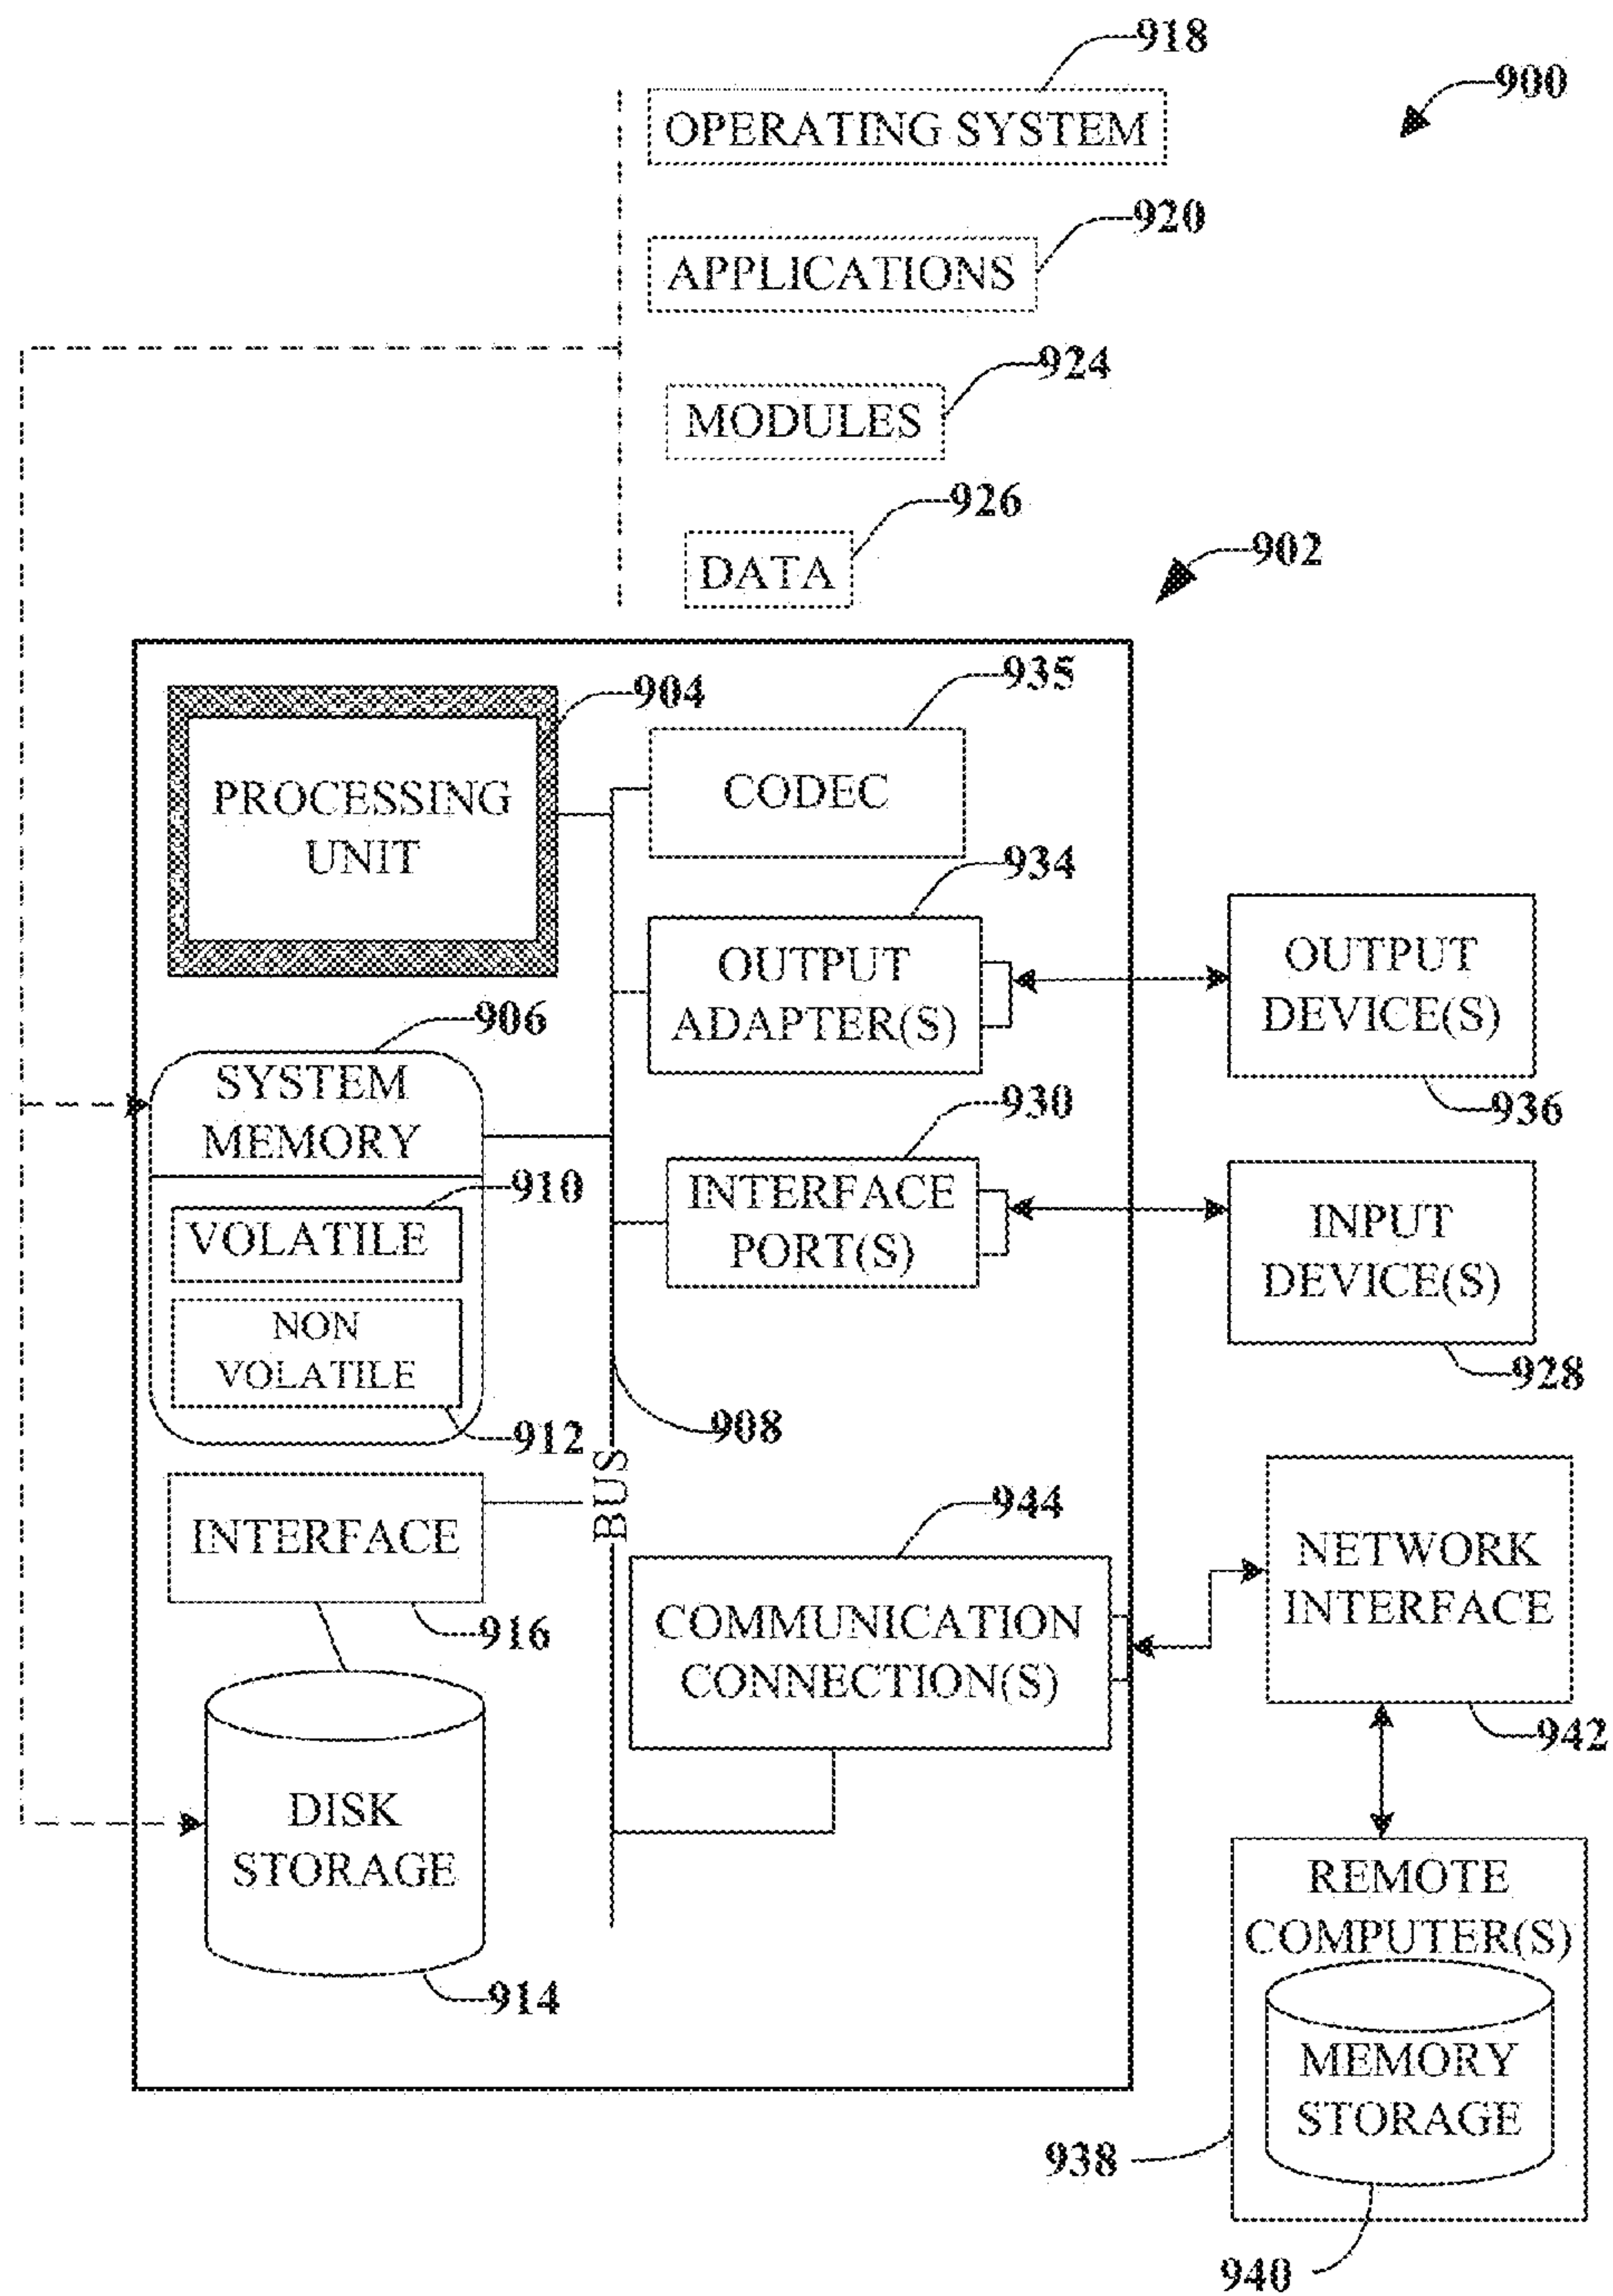 918
900
OPERATING SYSTEM
920
APPLICATIONS
924
MODULES
926
DATA
902
904
PROCESSING
UNIT
935
CODEC
934
OUTPUT
ADAPTER(S)
OUTPUT
DEVICE(S)
936
906
SYSTEM
MEMORY
910
VOLATILE
NON
VOLATILE
912
930
INTERFACE
PORT(S)
INPUT
DEVICE(S)
928
908
BUS
INTERFACE
916
944
COMMUNICATION
CONNECTION(S)
NETWORK
INTERFACE
942
DISK
STORAGE
914
REMOTE
COMPUTER(S)
MEMORY
STORAGE
938
940